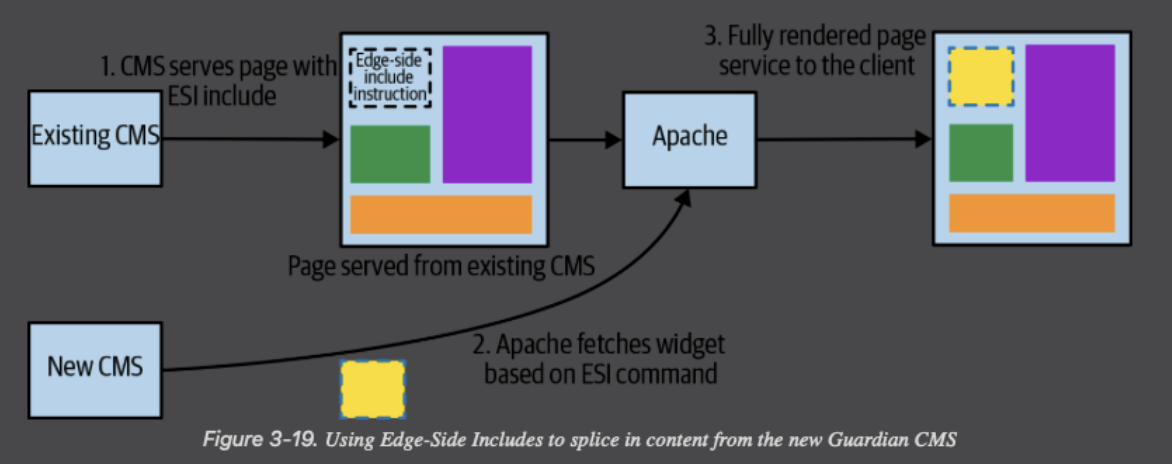 1. CMS serves page with
ESI include
Existing CMS
Edge-side
include
instruction
Page served from existing CMS
Apache
3. Fully rendered page
service to the client
New CMS
2. Apache fetches widget
based on ESI command
Figure 3-19. Using Edge-Side Includes to splice in content from the new Guardian CMS